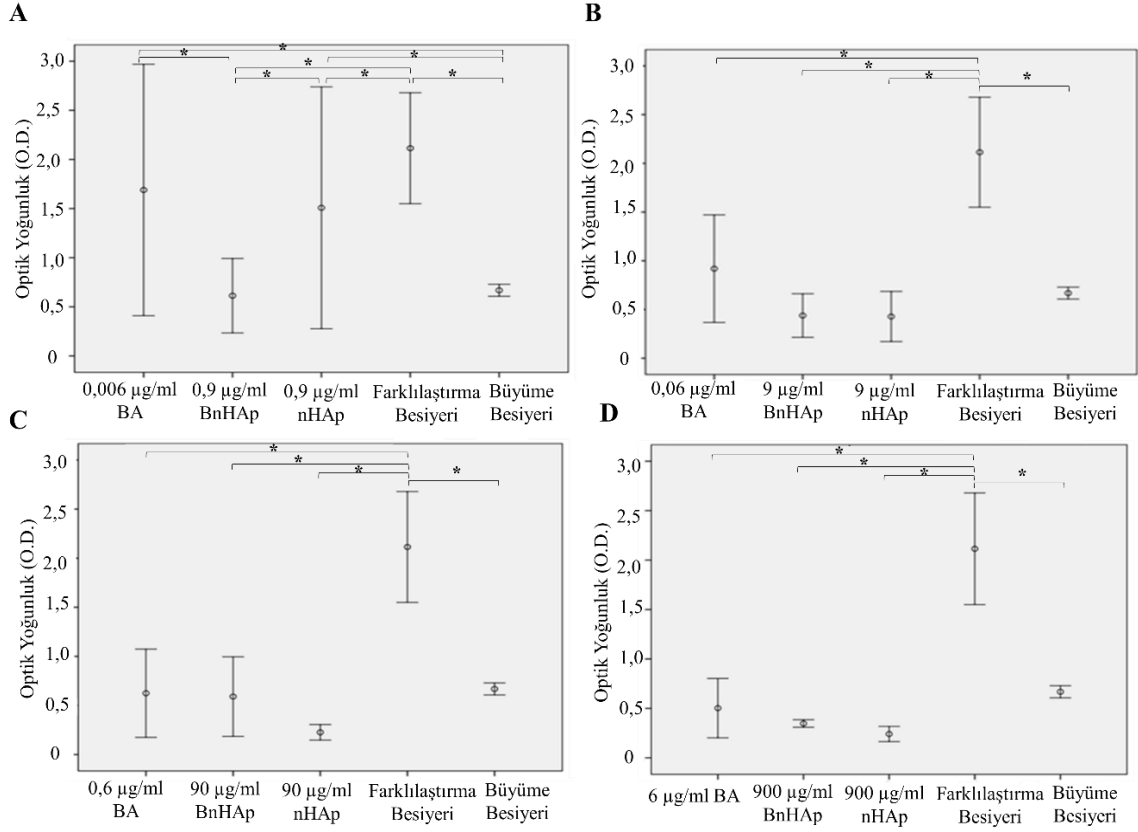 A
Optik Yoğunluk (O.D.)
3,0
2,5
2,0
1,5
1,0
0,5
0
* * * * * * * *
0,006 µg/ml BA
0,9 µg/ml BnHAp
0,9 µg/ml nHAp
Farklılaştırma Besiyeri
Büyüme Besiyeri
B
Optik Yoğunluk (O.D.)
3,0
2,5
2,0
1,5
1,0
0,5
0
* * * *
0,06 µg/ml BA
9 µg/ml BnHAp
9 µg/ml nHAp
Farklılaştırma Besiyeri
Büyüme Besiyeri
C
Optik Yoğunluk (O.D.)
3,0
2,5
2,0
1,5
1,0
0,5
0
* * * *
0,6 µg/ml BA
90 µg/ml BnHAp
90 µg/ml nHAp
Farklılaştırma Besiyeri
Büyüme Besiyeri
D
Optik Yoğunluk (O.D.)
3,0
2,5
2,0
1,5
1,0
0,5
0
* * * *
6 µg/ml BA
900 µg/ml BnHAp
900 µg/ml nHAp
Farklılaştırma Besiyeri
Büyüme Besiyeri